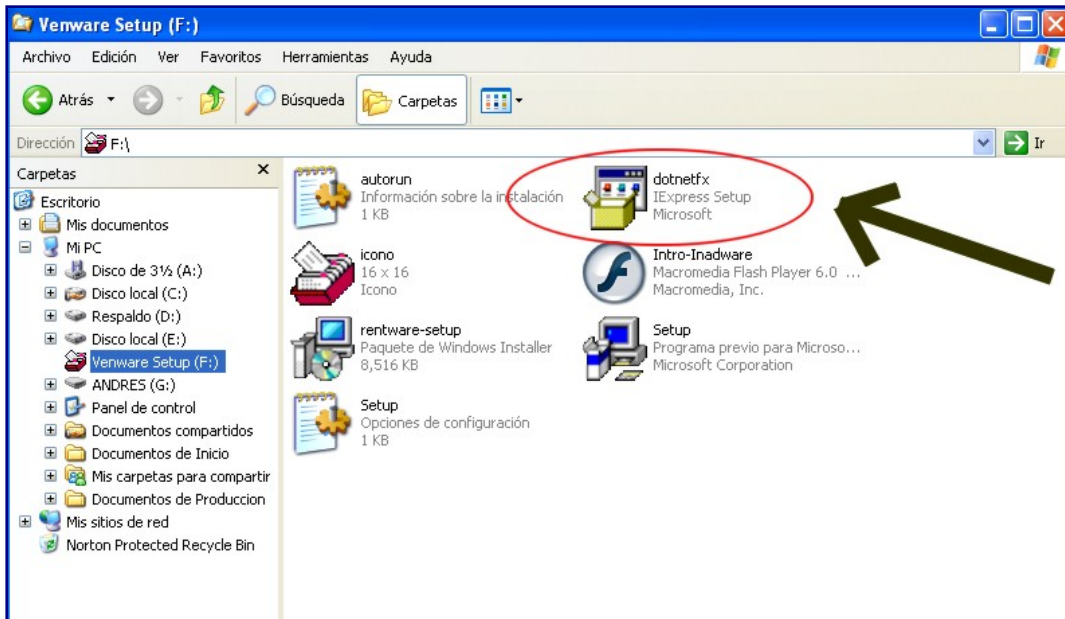 Venware Setup (F:)
Archivo Edición Ver Favoritos Herramientas Ayuda
Atrás Búsqueda Carpetas
Dirección F:\ Ir
Carpetas
Escritorio
Mis documentos
Mi PC
Disco de 3½ (A:)
Disco local (C:)
Respaldo (D:)
Disco local (E:)
Venware Setup (F:)
ANDRES (G:)
Panel de control
Documentos compartidos
Documentos de Inicio
Mis carpetas para compartir
Documentos de Produccion
Mis sitios de red
Norton Protected Recycle Bin
autorun
Información sobre la instalación
1 KB
dotnetfx
IExpress Setup
Microsoft
icono
16 x 16
Icono
Intro-Inadware
Macromedia Flash Player 6.0 ...
Macromedia, Inc.
rentware-setup
Paquete de Windows Installer
8,516 KB
Setup
Programa previo para Microso...
Microsoft Corporation
Setup
Opciones de configuración
1 KB